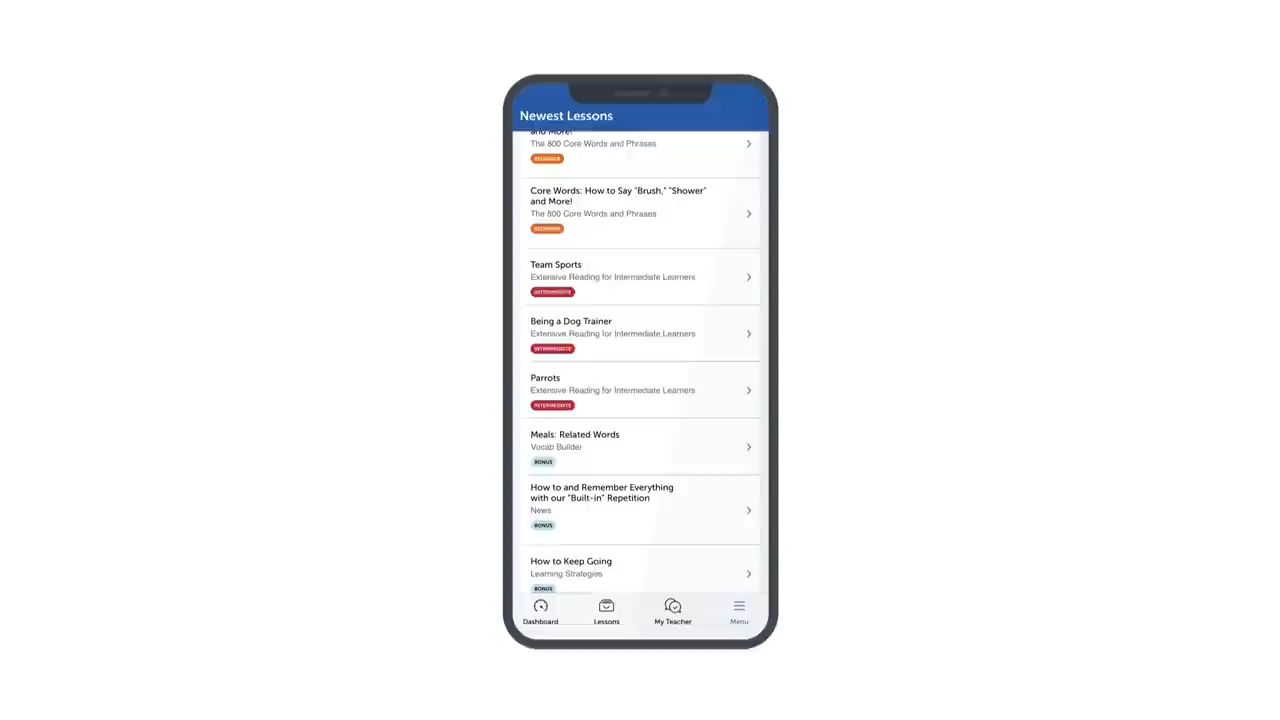 Newest Lessons
and More!
The 800 Core Words and Phrases
Core Words: How to Say "Brush," "Shower"
and More!
The 800 Core Words and Phrases
Team Sports
Extensive Reading for Intermediate Learners
INTERMEDIATE
Being a Dog Trainer
Extensive Reading for Intermediate Learners
INTERMEDIATE
Parrots
Extensive Reading for Intermediate Learners
INTERMEDIATE
Meals: Related Words
Vocab Builder
BONUS
How to and Remember Everything
with our "Built-in" Repetition
News
BONUS
How to Keep Going
Learning Strategies
BONUS
Dashboard
Lessons
My Teacher
Menu